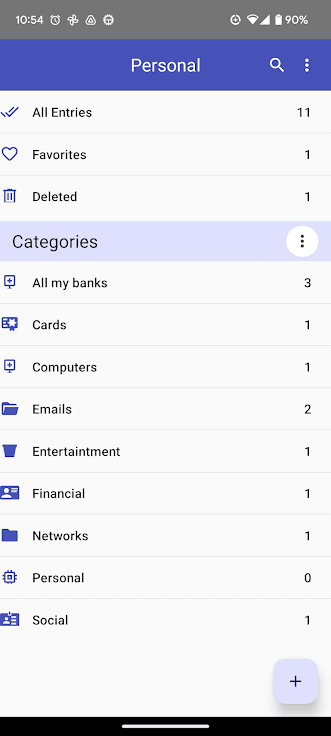 10:54 90%
Personal
All Entries 11
Favorites 1
Deleted 1
Categories
All my banks 3
Cards 1
Computers 1
Emails 2
Entertaintment 1
Financial 1
Networks 1
Personal 0
Social 1
+